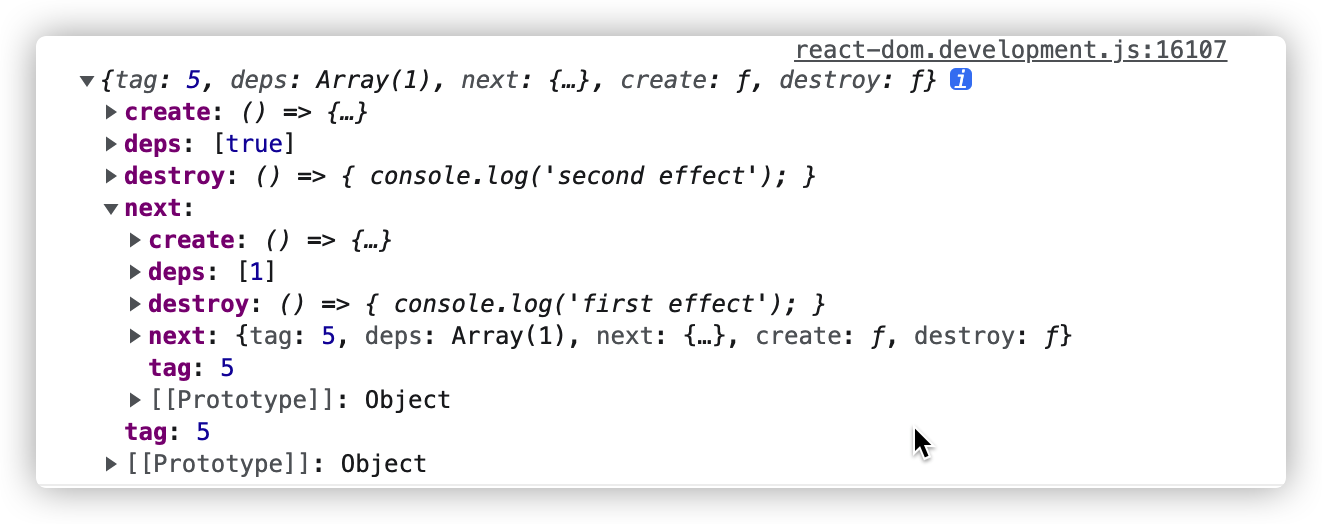 react-dom.development.js:16107
▼{tag: 5, deps: Array(1), next: {…}, create: ƒ, destroy: ƒ} i
▶create: () => {…}
▶deps: [true]
▶destroy: () => { console.log('second effect'); }
▼next:
▶create: () => {…}
▶deps: [1]
▶destroy: () => { console.log('first effect'); }
▶next: {tag: 5, deps: Array(1), next: {…}, create: ƒ, destroy: ƒ}
tag: 5
▶[[Prototype]]: Object
tag: 5
▶[[Prototype]]: Object